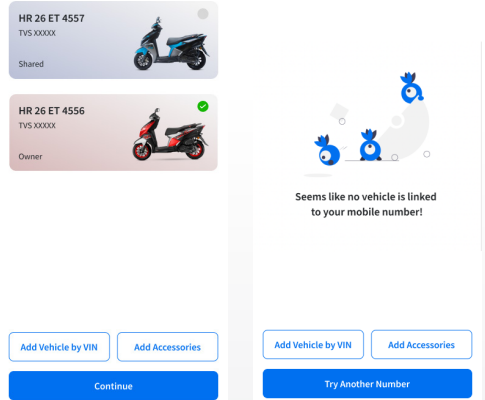 HR 26 ET 4557
TVS XXXXX
Shared
HR 26 ET 4556
TVS XXXXX
Owner
Add Vehicle by VIN
Add Accessories
Continue
Seems like no vehicle is linked
to your mobile number!
Add Vehicle by VIN
Add Accessories
Try Another Number